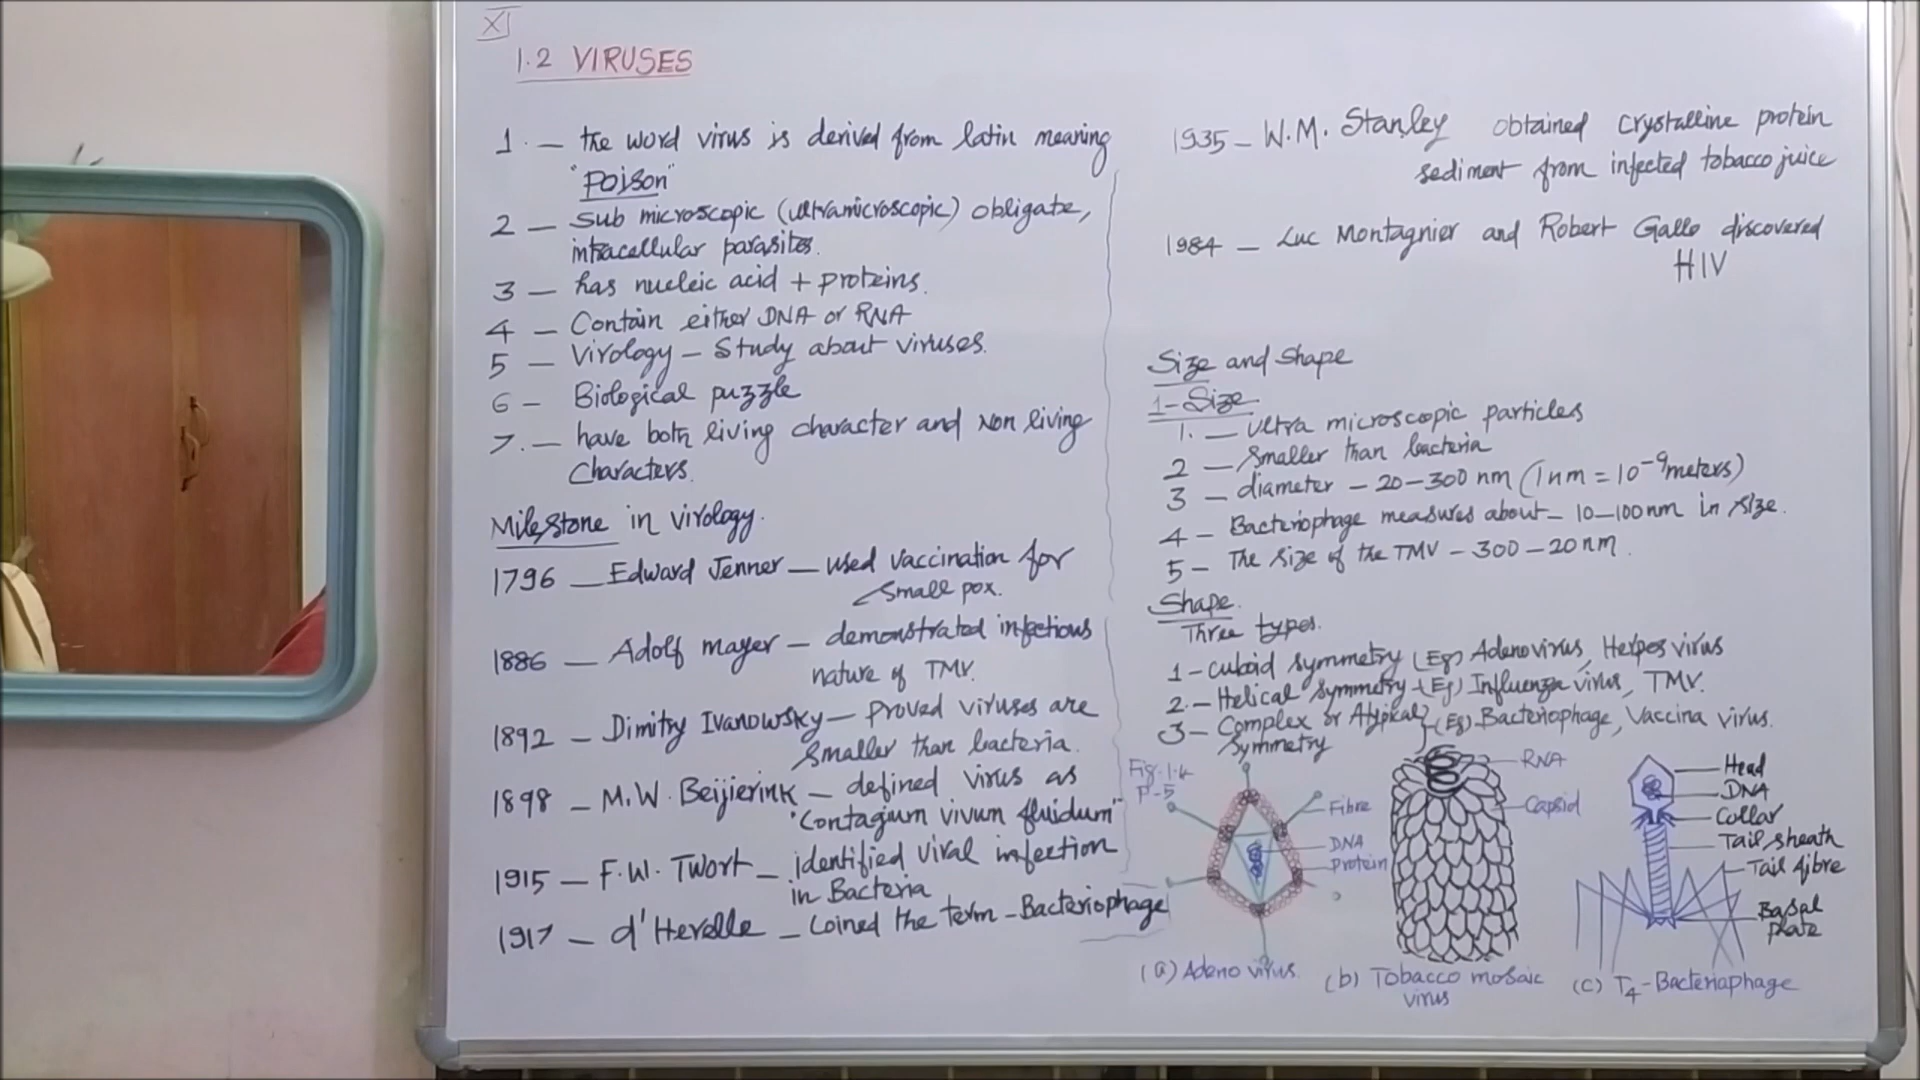 XI
1.2 VIRUSES
1. — the word virus is derived from latin meaning
"Poison"
2 — Sub microscopic (ultramicroscopic) obligate,
intracellular parasites.
3 — has nucleic acid + proteins.
4 — Contain either DNA or RNA
5 — Virology — Study about viruses.
6 — Biological puzzle
7. — have both living character and Non living
Characters.
Milestone in virology.
1796 — Edward Jenner — used vaccination for
Small pox.
1886 — Adolf mayer — demonstrated infectious
nature of TMV.
1892 — Dimitry Ivanowsky — Proved viruses are
Smaller than bacteria.
1898 — M.W. Beijierink — defined virus as
"Contagium vivum fluidum"
1915 — F.W. Twort — identified viral infection
in Bacteria
1917 — d'Herelle — Coined the term — Bacteriophage
1935 — W.M. Stanley obtained crystalline protein
sediment from infected tobacco juice
1984 — Luc Montagnier and Robert Gallo discovered
HIV
Size and Shape
1 – Size
1. — ultra microscopic particles
2 — Smaller than bacteria
3 — diameter — 20–300 nm (1 nm = 10⁻⁹ meters)
4 — Bacteriophage measures about — 10–100 nm in size.
5 — The size of the TMV — 300 – 20 nm.
Shape.
Three types.
1 — cuboid symmetry (Eg) Adenovirus, Herpes virus
2. — Helical symmetry – (Eg) Influenza virus, TMV.
3 — Complex or Atypical} (Eg) Bacteriophage, Vaccina virus.
Symmetry
Fig-1.4
P-5
Fibre
DNA
Protein
(a) Adeno virus.
RNA
Capsid
(b) Tobacco mosaic
virus
Head
DNA
Collar
Tail sheath
Tail fibre
Basal
plate
(c) T4 - Bacteriaphage